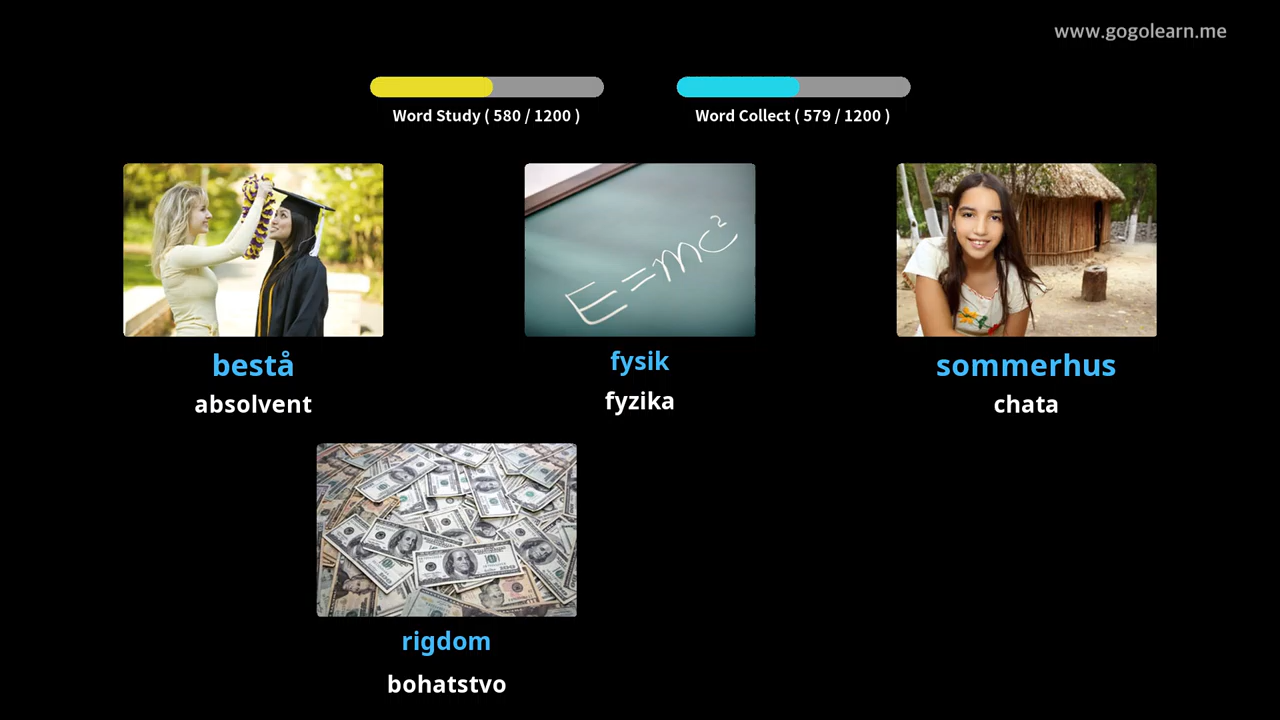 www.gogolearn.me
Word Study ( 580 / 1200 )
Word Collect ( 579 / 1200 )
E=mc²
bestå
absolvent
fysik
fyzika
sommerhus
chata
rigdom
bohatstvo